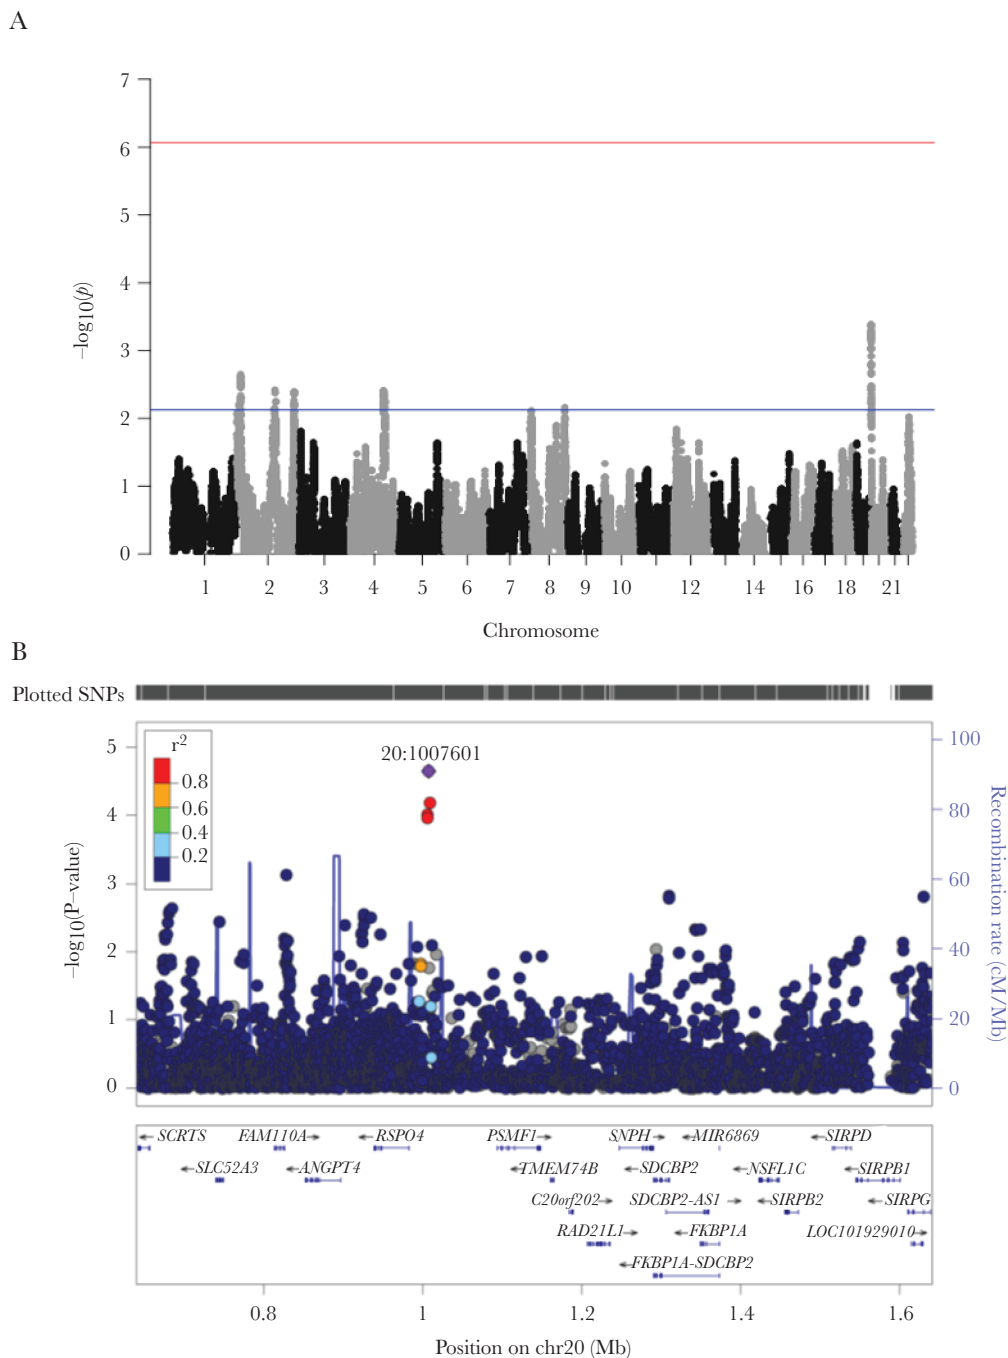 A
7
6
5
4
3
2
1
0
–log10(p)
1 2 3 4 5 6 7 8 9 10 12 14 16 18 21
Chromosome
B
Plotted SNPs
20:1007601
r2
0.8
0.6
0.4
0.2
5
4
3
2
1
0
–log10(P–value)
100
80
60
40
20
0
Recombination rate (cM/Mb)
SCRTS FAM110A RSPO4 PSMF1 SNPH MIR6869 SIRPD
SLC52A3 ANGPT4 TMEM74B SDCBP2 NSFL1C SIRPB1
C20orf202 SDCBP2-AS1 SIRPB2 SIRPG
RAD21L1 FKBP1A LOC101929010
FKBP1A-SDCBP2
0.8 1 1.2 1.4 1.6
Position on chr20 (Mb)